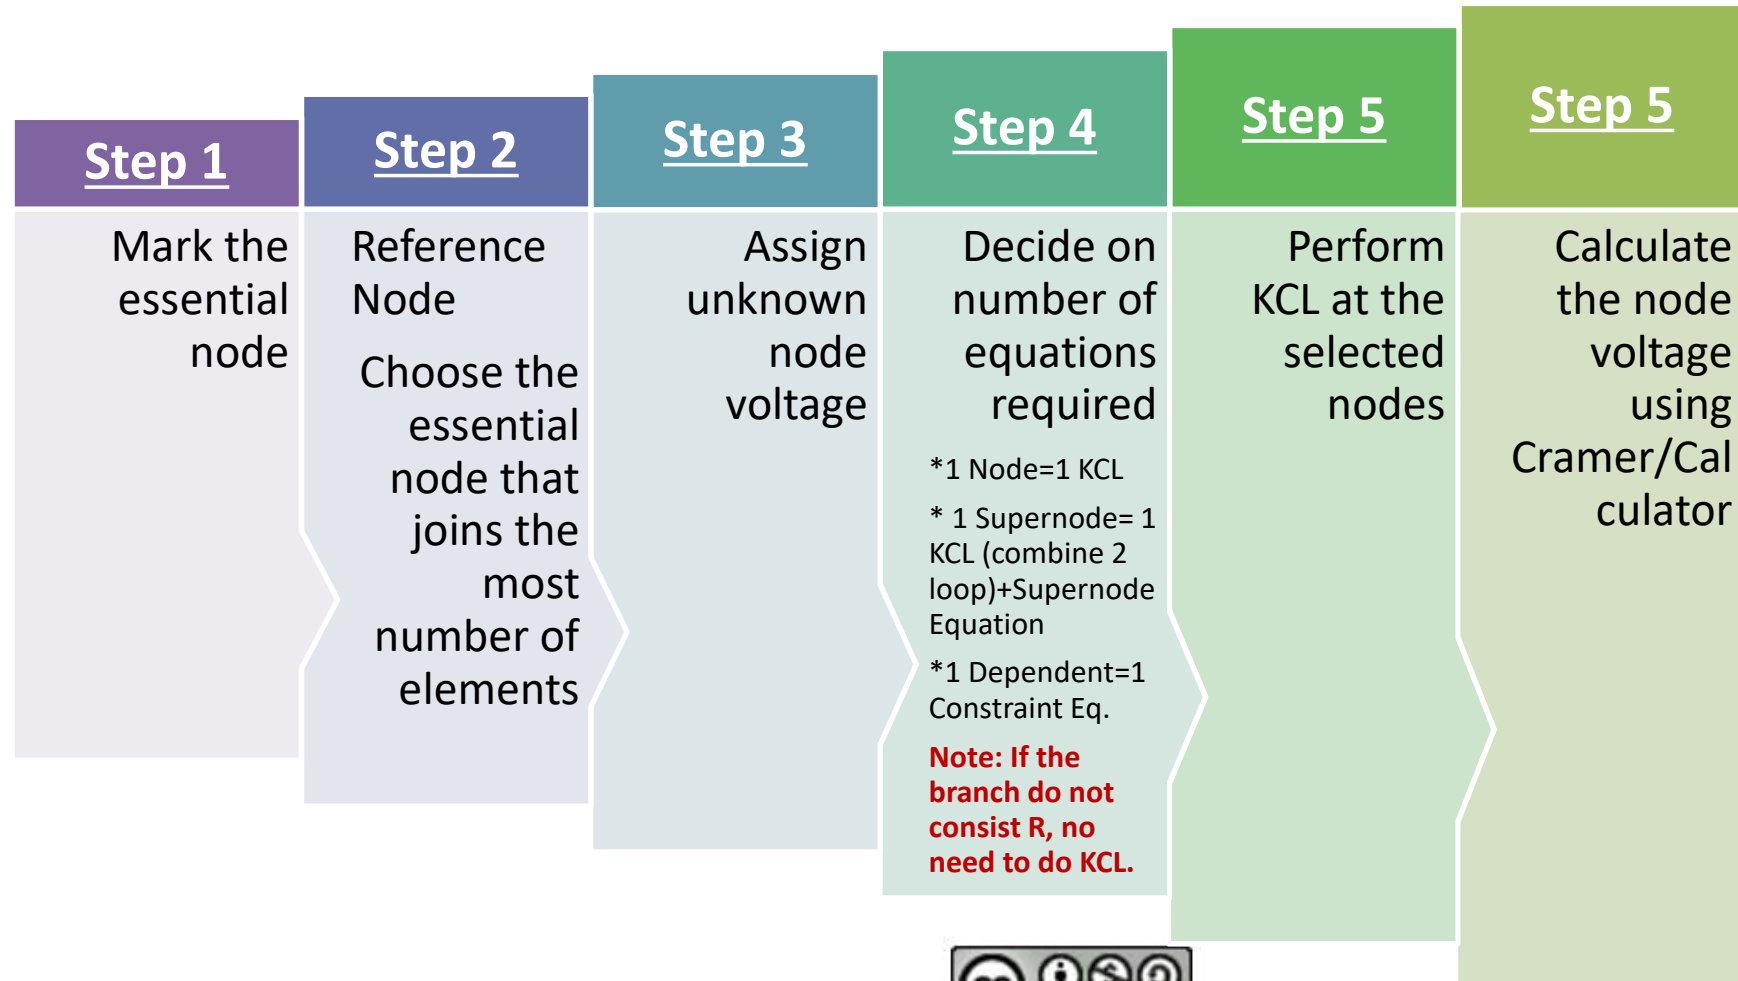 Step 1
Mark the
essential
node
Step 2
Reference
Node
Choose the
essential
node that
joins the
most
number of
elements
Step 3
Assign
unknown
node
voltage
Step 4
Decide on
number of
equations
required
*1 Node=1 KCL
* 1 Supernode= 1
KCL (combine 2
loop)+Supernode
Equation
*1 Dependent=1
Constraint Eq.
Note: If the
branch do not
consist R, no
need to do KCL.
Step 5
Perform
KCL at the
selected
nodes
Step 5
Calculate
the node
voltage
using
Cramer/Cal
culator